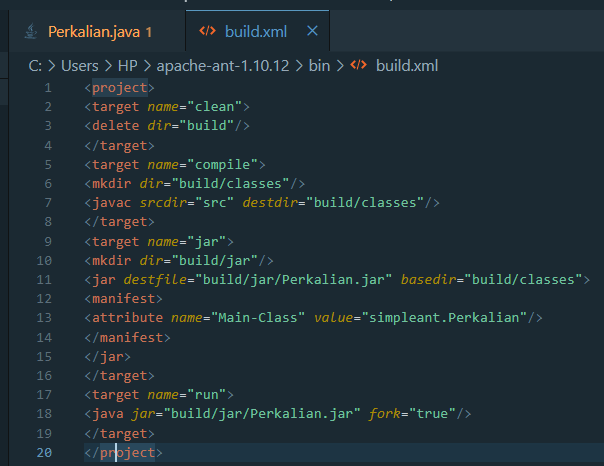 Perkalian.java 1 build.xml
C: > Users > HP > apache-ant-1.10.12 > bin > build.xml
1 <project>
2 <target name="clean">
3 <delete dir="build"/>
4 </target>
5 <target name="compile">
6 <mkdir dir="build/classes"/>
7 <javac srcdir="src" destdir="build/classes"/>
8 </target>
9 <target name="jar">
10 <mkdir dir="build/jar"/>
11 <jar destfile="build/jar/Perkalian.jar" basedir="build/classes">
12 <manifest>
13 <attribute name="Main-Class" value="simpleant.Perkalian"/>
14 </manifest>
15 </jar>
16 </target>
17 <target name="run">
18 <java jar="build/jar/Perkalian.jar" fork="true"/>
19 </target>
20 </project>